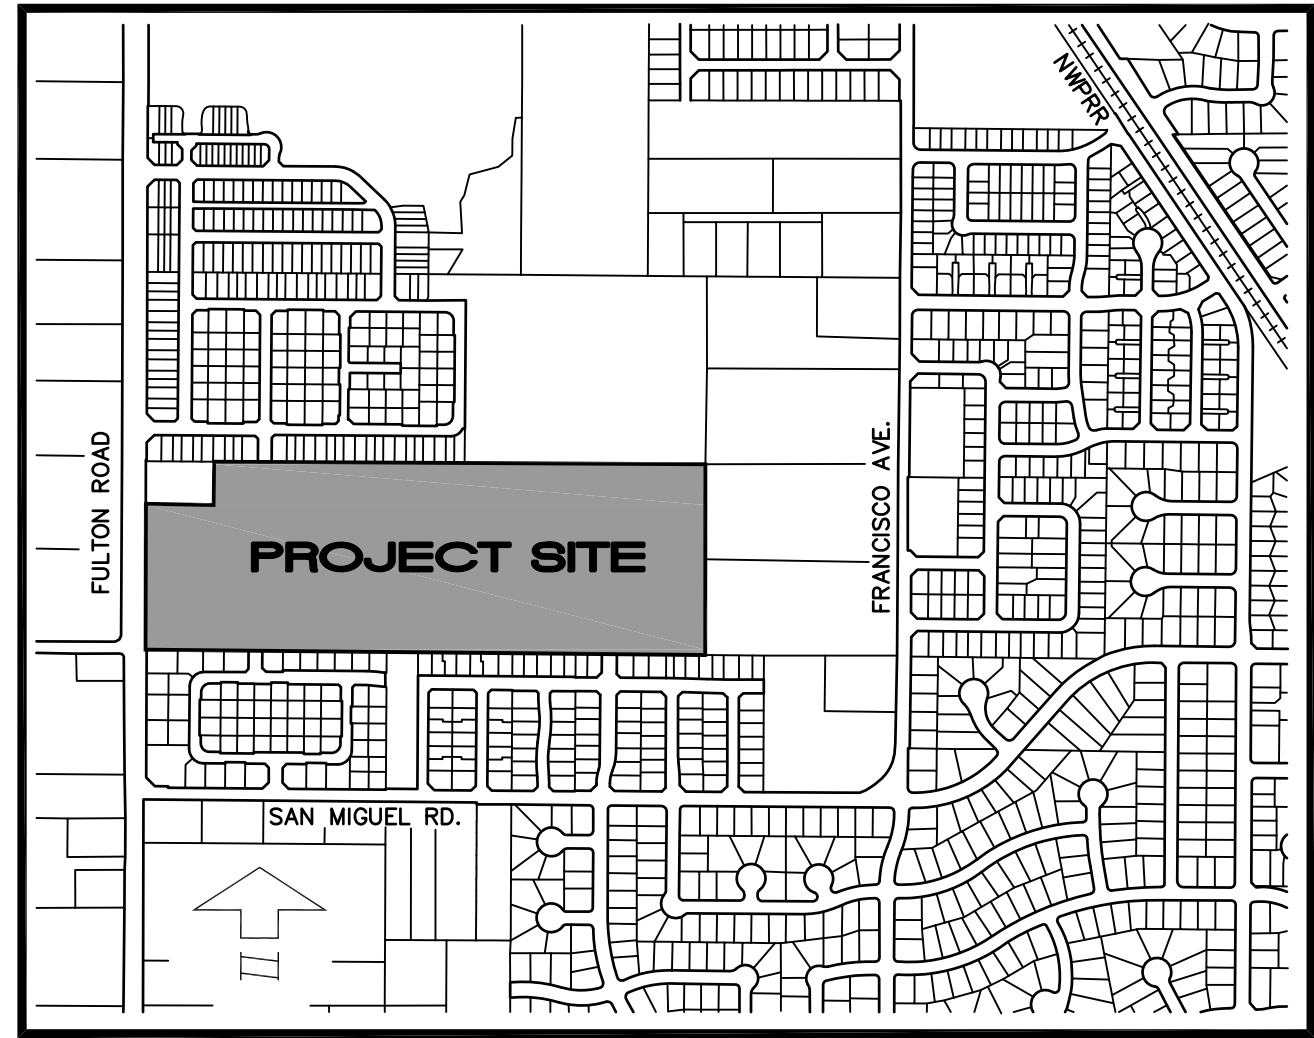 NWPRR
FULTON ROAD
FRANCISCO AVE.
PROJECT SITE
SAN MIGUEL RD.
N